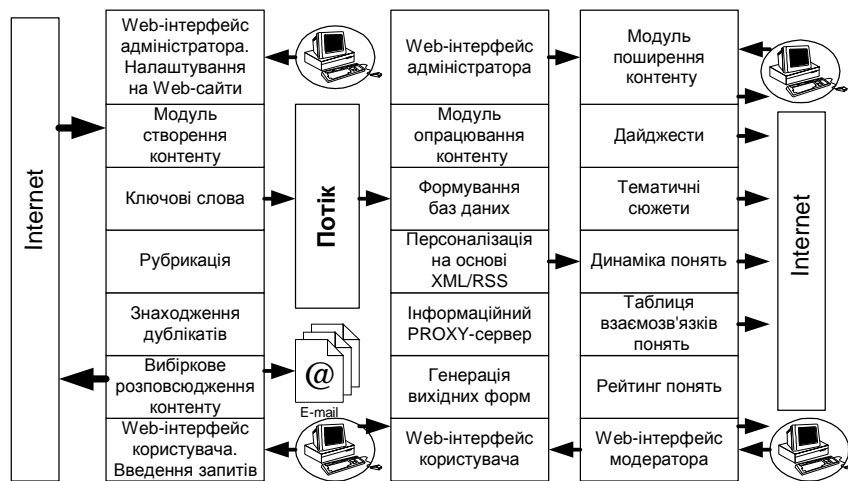 Internet
Web-інтерфейс
адміністратора.
Налаштування
на Web-сайти
Модуль
створення
контенту
Ключові слова
Рубрикація
Знаходження
дублікатів
Вибіркове
розповсюдження
контенту
Web-інтерфейс
користувача.
Введення запитів
Потік
@
E-mail
Web-інтерфейс
адміністратора
Модуль
опрацювання
контенту
Формування
баз даних
Персоналізація
на основі
XML/RSS
Інформаційний
PROXY-сервер
Генерація
вихідних форм
Web-інтерфейс
користувача
Модуль
поширення
контенту
Дайджести
Тематичні
сюжети
Динаміка понять
Таблиця
взаємозв'язків
понять
Рейтинг понять
Web-інтерфейс
модератора
Internet